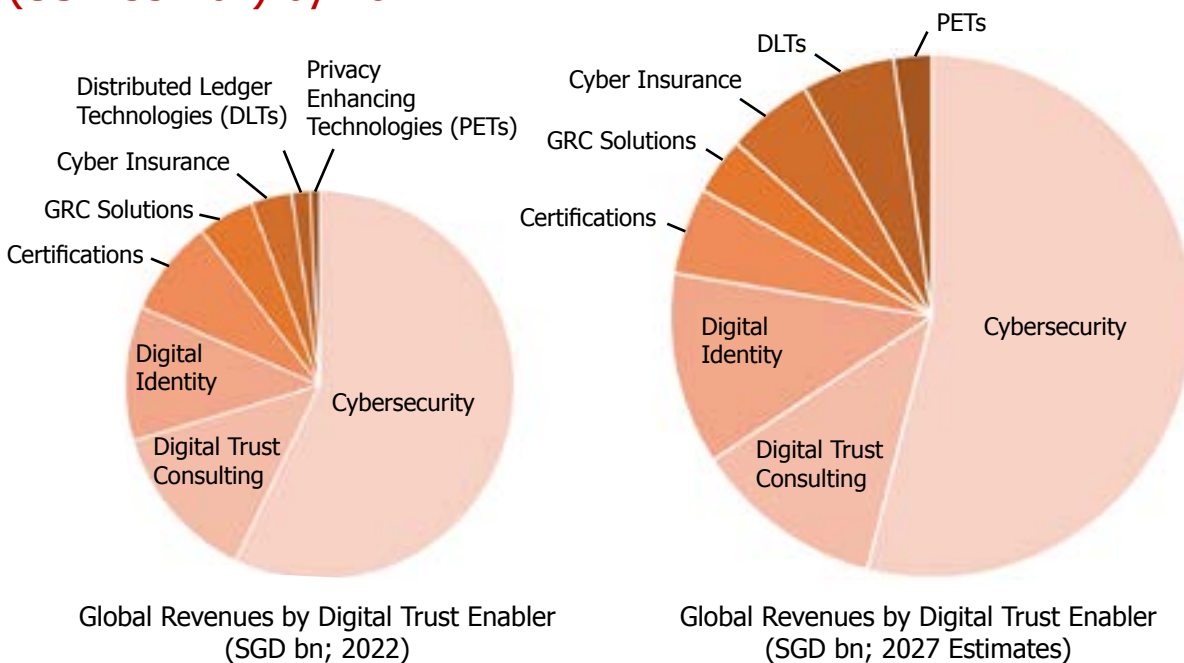 Distributed Ledger
Technologies (DLTs)
Privacy
Enhancing
Technologies (PETs)
Cyber Insurance
GRC Solutions
Certifications
Digital
Identity
Digital Trust
Consulting
Cybersecurity
Global Revenues by Digital Trust Enabler
(SGD bn; 2022)
PETs
DLTs
Cyber Insurance
GRC Solutions
Certifications
Digital
Identity
Digital Trust
Consulting
Cybersecurity
Global Revenues by Digital Trust Enabler
(SGD bn; 2027 Estimates)